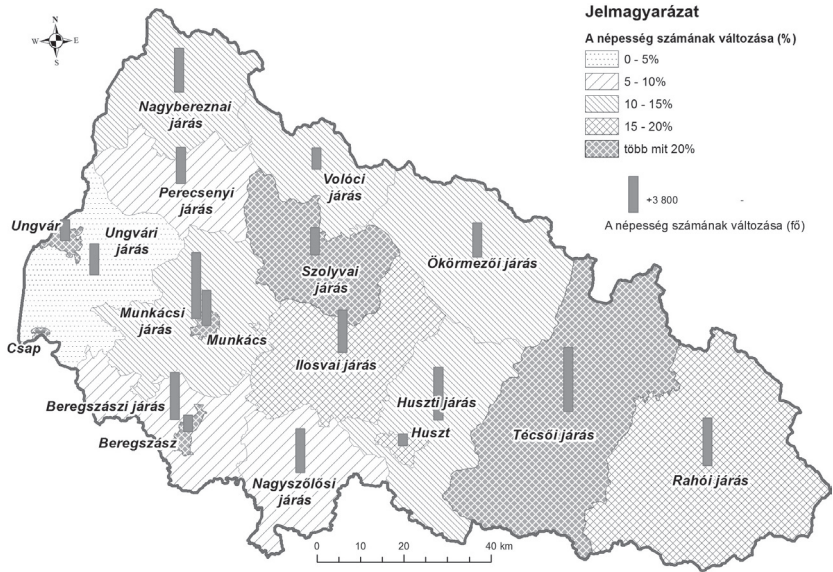 Jelmagyarázat
A népesség számának változása (%)
0 - 5%
5 - 10%
10 - 15%
15 - 20%
több mit 20%
+3 800 -
A népesség számának változása (fő)
N
W E
S
Nagybereznai
járás
Perecsenyi
járás
Volóci
járás
Ungvár
Ungvári
járás
Szolyvai
járás
Ökörmezői járás
Munkácsi
járás
Munkács
Csap
Ilosvai járás
Beregszászi járás
Beregszász
Huszti járás
Huszt
Técsői járás
Nagyszőlősi
járás
Rahói járás
0 20 40 km